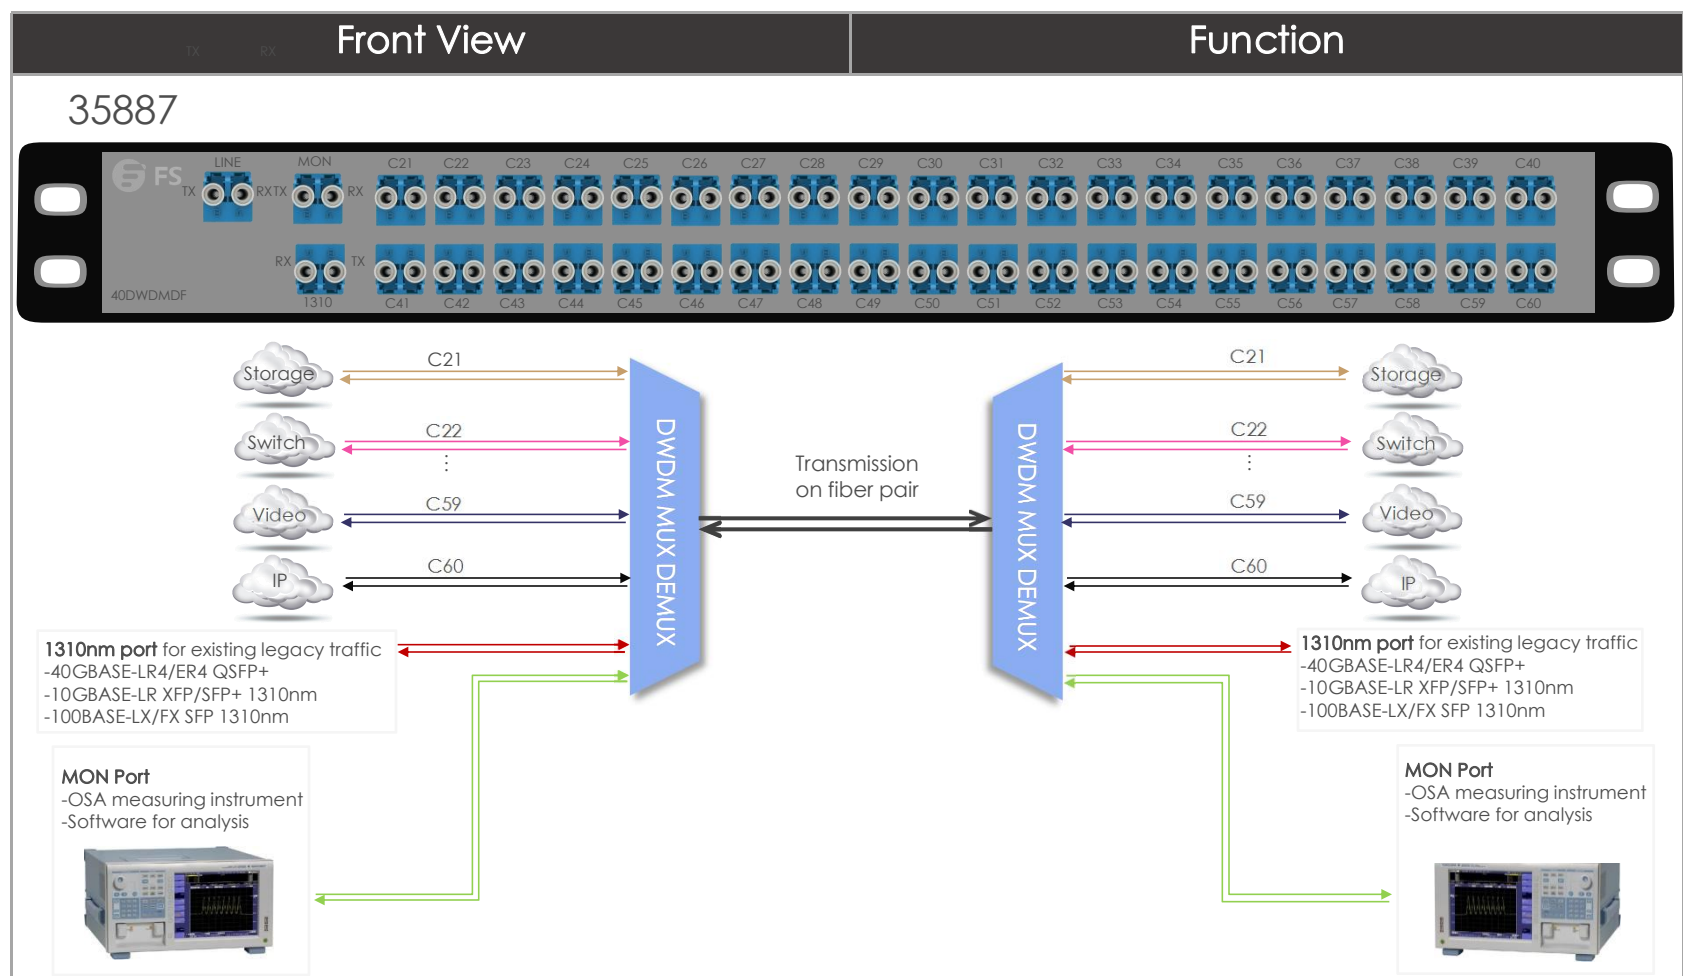 Front View
Function
TX RX
35887
FS
LINE MON C21 C22 C23 C24 C25 C26 C27 C28 C29 C30 C31 C32 C33 C34 C35 C36 C37 C38 C39 C40
TX RX TX RX
RX TX
40DWDMDF
1310 C41 C42 C43 C44 C45 C46 C47 C48 C49 C50 C51 C52 C53 C54 C55 C56 C57 C58 C59 C60
Storage
C21
C21
Storage
Switch
C22
C22
Switch
⋮
⋮
Transmission
on fiber pair
DWDM MUX DEMUX
DWDM MUX DEMUX
Video
C59
C59
Video
IP
C60
C60
IP
1310nm port for existing legacy traffic
-40GBASE-LR4/ER4 QSFP+
-10GBASE-LR XFP/SFP+ 1310nm
-100BASE-LX/FX SFP 1310nm
1310nm port for existing legacy traffic
-40GBASE-LR4/ER4 QSFP+
-10GBASE-LR XFP/SFP+ 1310nm
-100BASE-LX/FX SFP 1310nm
MON Port
-OSA measuring instrument
-Software for analysis
MON Port
-OSA measuring instrument
-Software for analysis